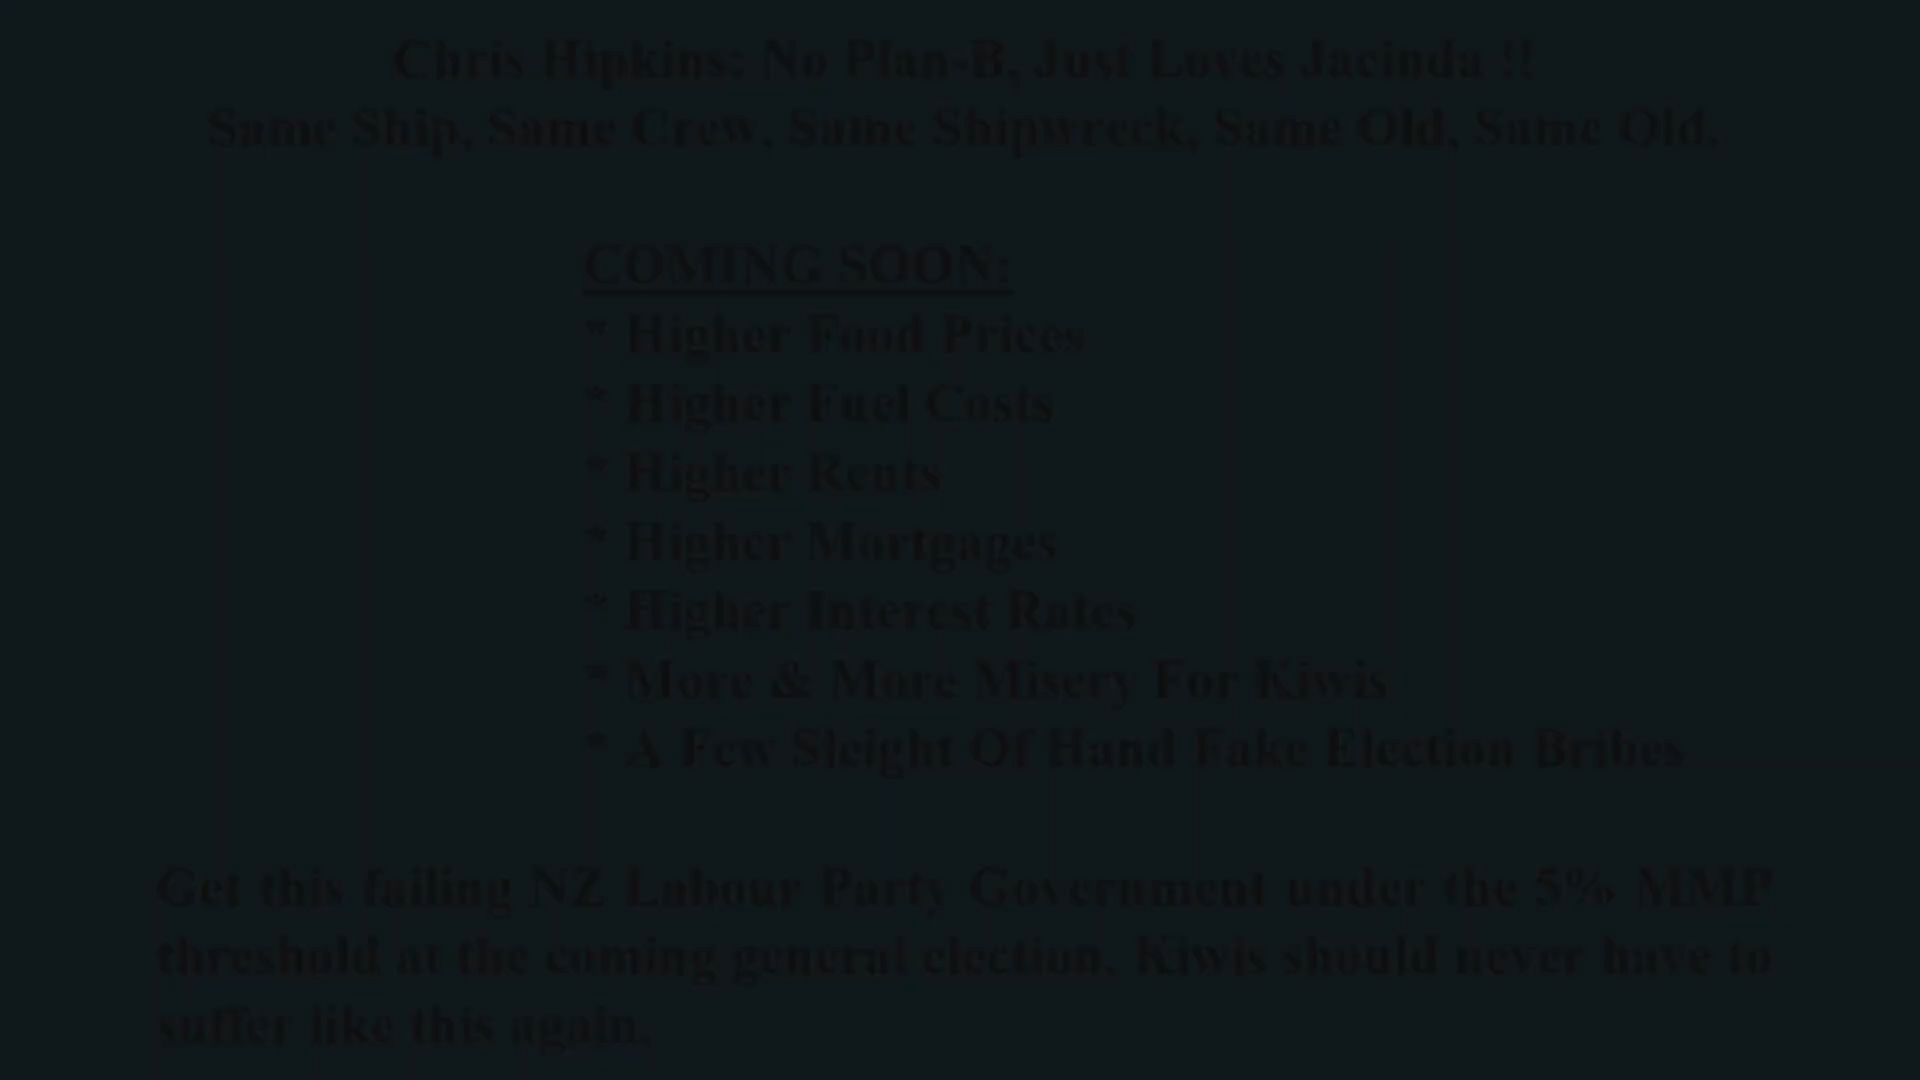 Chris Hipkins: No Plan-B, Just Loves Jacinda !!
Same Ship, Same Crew, Same Shipwreck, Same Old, Same Old.
COMING SOON:
* Higher Food Prices
* Higher Fuel Costs
* Higher Rents
* Higher Mortgages
* Higher Interest Rates
* More & More Misery For Kiwis
* A Few Sleight Of Hand Fake Election Bribes
Get this failing NZ Labour Party Government under the 5% MMP
threshold at the coming general election. Kiwis should never have to
suffer like this again.